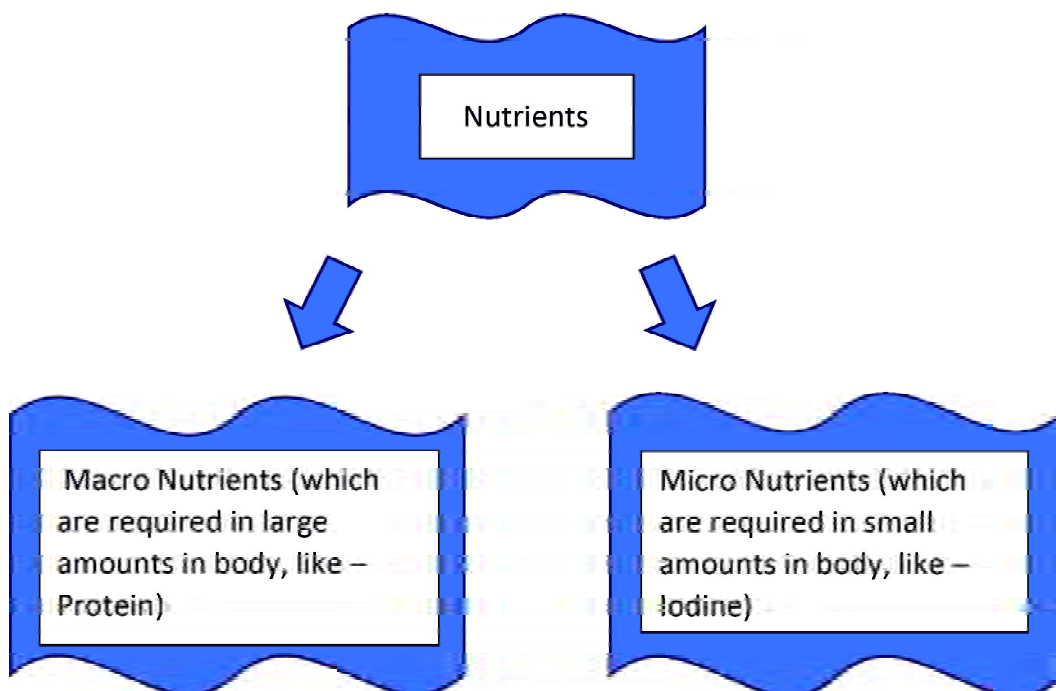 Nutrients
Macro Nutrients (which
are required in large
amounts in body, like –
Protein)
Micro Nutrients (which
are required in small
amounts in body, like –
Iodine)